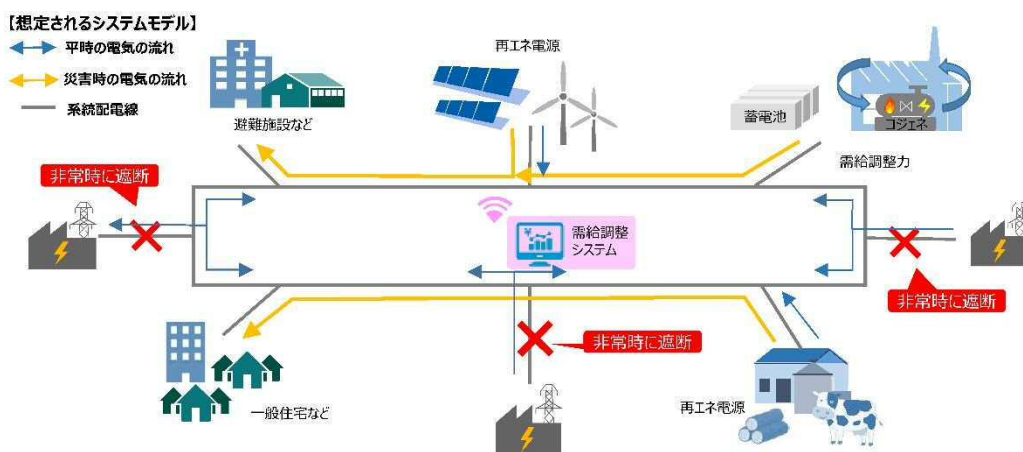 【想定されるシステムモデル】
平時の電気の流れ
災害時の電気の流れ
系統配電線
避難施設など
再エネ電源
蓄電池
コジェネ
需給調整力
非常時に遮断
¥
需給調整
システム
非常時に遮断
非常時に遮断
一般住宅など
再エネ電源